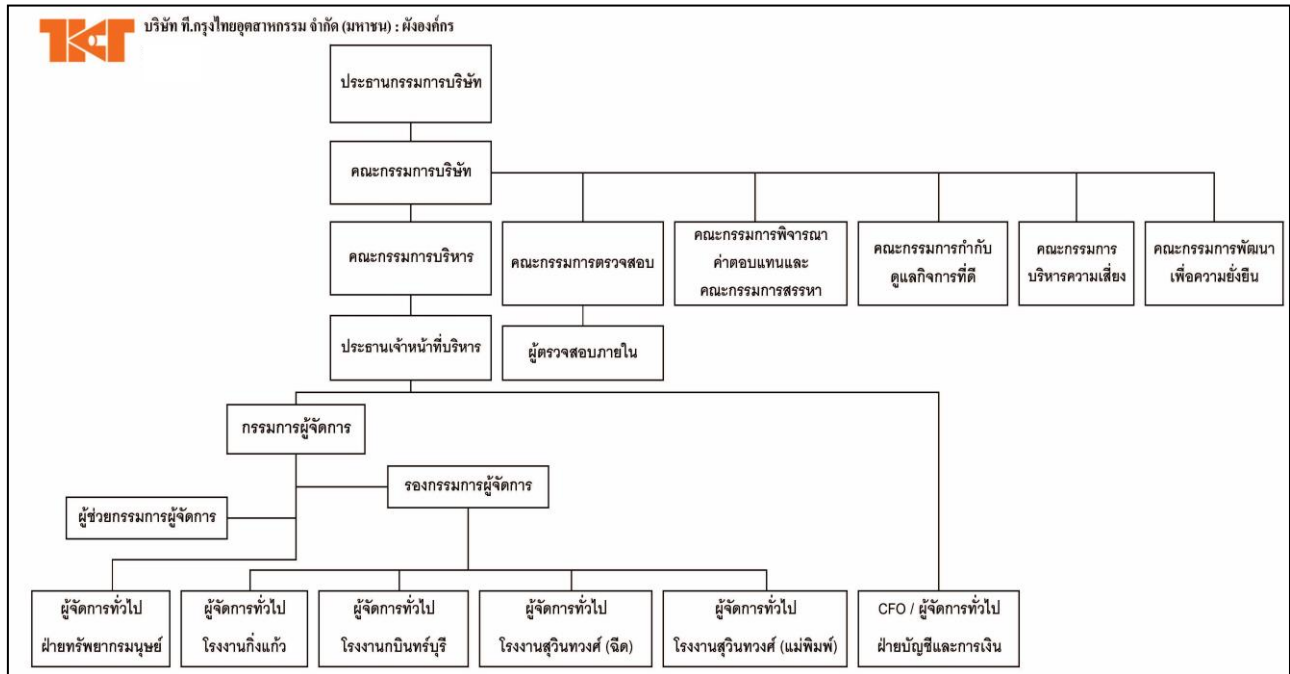 TKT
บริษัท ที.กรุงไทยอุตสาหกรรม จำกัด (มหาชน) : ผังองค์กร
ประธานกรรมการบริษัท
คณะกรรมการบริษัท
คณะกรรมการบริหาร
คณะกรรมการตรวจสอบ
คณะกรรมการพิจารณา
ค่าตอบแทนและ
คณะกรรมการสรรหา
คณะกรรมการกำกับ
ดูแลกิจการที่ดี
คณะกรรมการ
บริหารความเสี่ยง
คณะกรรมการพัฒนา
เพื่อความยั่งยืน
ประธานเจ้าหน้าที่บริหาร
ผู้ตรวจสอบภายใน
กรรมการผู้จัดการ
รองกรรมการผู้จัดการ
ผู้ช่วยกรรมการผู้จัดการ
ผู้จัดการทั่วไป
ฝ่ายทรัพยากรมนุษย์
ผู้จัดการทั่วไป
โรงงานกิ่งแก้ว
ผู้จัดการทั่วไป
โรงงานกบินทร์บุรี
ผู้จัดการทั่วไป
โรงงานสุวินทวงศ์ (ฉีด)
ผู้จัดการทั่วไป
โรงงานสุวินทวงศ์ (แม่พิมพ์)
CFO / ผู้จัดการทั่วไป
ฝ่ายบัญชีและการเงิน